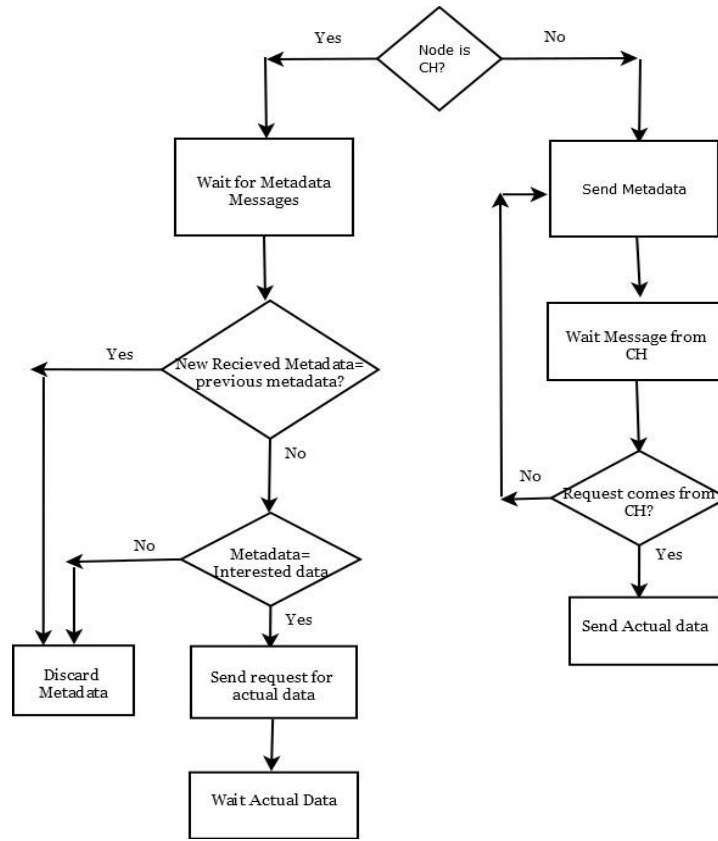 Node is
CH?
Yes
No
Wait for Metadata
Messages
Send Metadata
Wait Message from
CH
Yes
New Recieved Metadata=
previous metadata?
No
No
Request comes from
CH?
Yes
No
Metadata=
Interested data
Yes
Send Actual data
Discard
Metadata
Send request for
actual data
Wait Actual Data